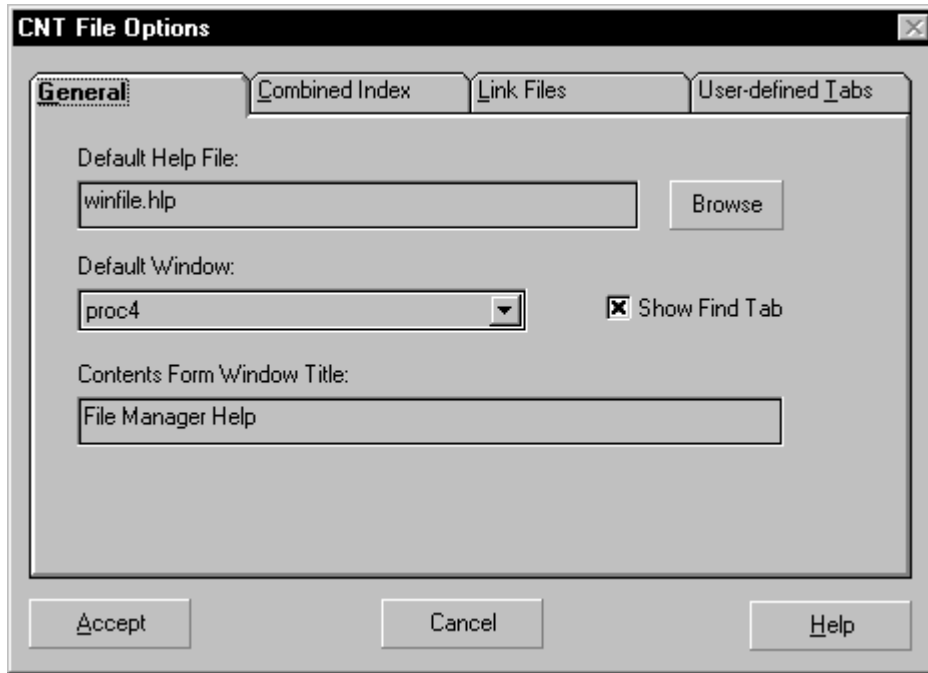 CNT File Options
General
Combined Index
Link Files
User-defined Tabs
Default Help File:
winfile.hlp
Browse
Default Window:
proc4
Show Find Tab
Contents Form Window Title:
File Manager Help
Accept
Cancel
Help